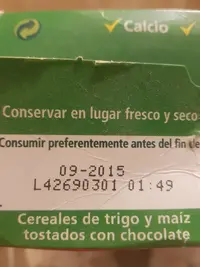 Calcio
Conservar en lugar fresco y seco
Consumir preferentemente antes del fin de
09-2015
L42690301 01:49
Cereales de trigo y maíz
tostados con chocolate